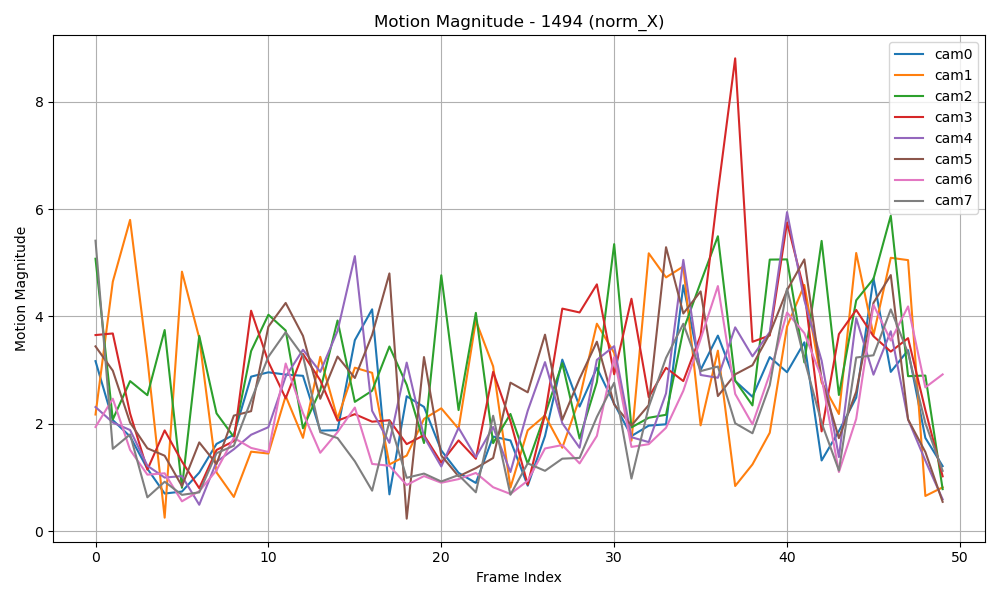 Motion Magnitude - 1494 (norm_X)
Motion Magnitude
8
6
4
2
0
0 10 20 30 40 50
Frame Index
cam0
cam1
cam2
cam3
cam4
cam5
cam6
cam7